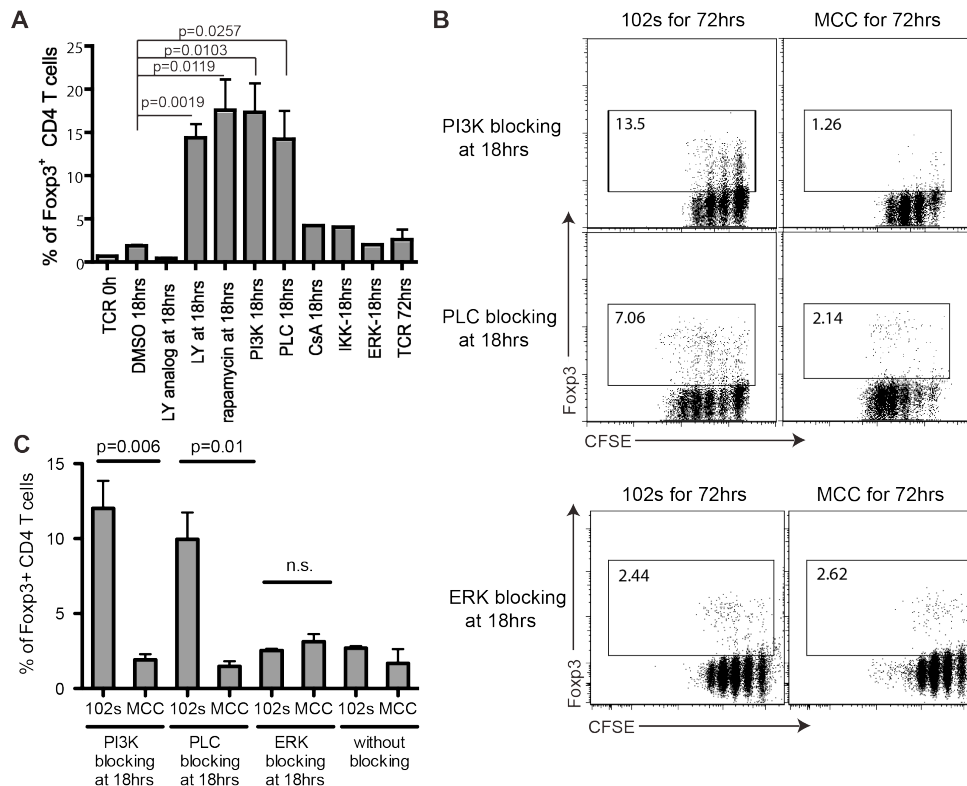 A
p=0.0257
p=0.0103
p=0.0119
p=0.0019
% of Foxp3+ CD4 T cells
25
20
15
10
5
0
TCR 0h
DMSO 18hrs
LY analog at 18hrs
LY at 18hrs
rapamycin at 18hrs
PI3K 18hrs
PLC 18hrs
CsA 18hrs
IKK-18hrs
ERK-18hrs
TCR 72hrs
B
102s for 72hrs
MCC for 72hrs
PI3K blocking
at 18hrs
13.5
1.26
PLC blocking
at 18hrs
7.06
2.14
Foxp3
CFSE
102s for 72hrs
MCC for 72hrs
ERK blocking
at 18hrs
2.44
2.62
Foxp3
CFSE
C
p=0.006
p=0.01
n.s.
% of Foxp3+ CD4 T cells
15
10
5
0
102s MCC
102s MCC
102s MCC
102s MCC
PI3K
blocking
at 18hrs
PLC
blocking
at 18hrs
ERK
blocking
at 18hrs
without
blocking